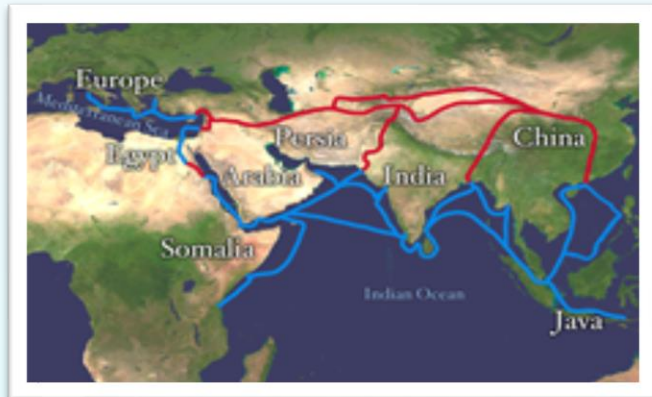 Europe
Mediterranean Sea
Egypt
Persia
China
Arabia
India
Somalia
Indian Ocean
Java